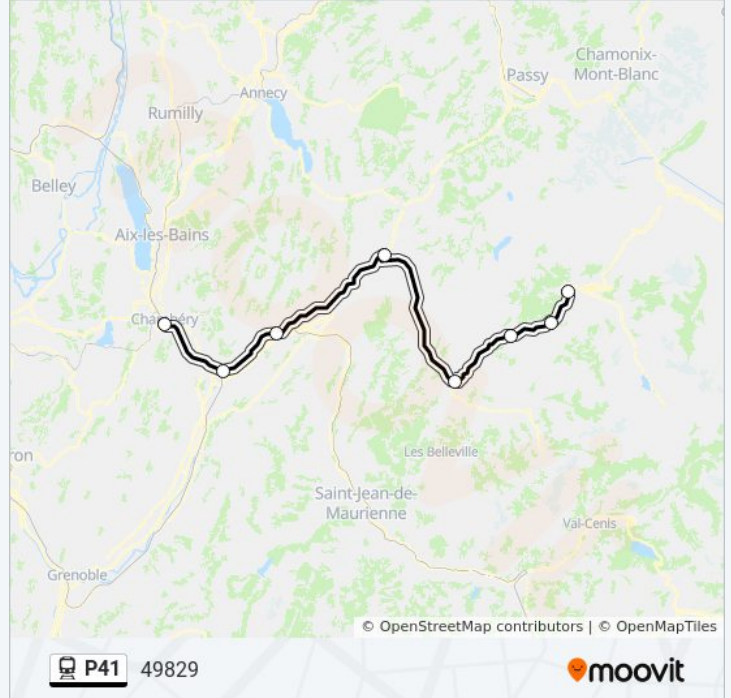 Chamonix-
Mont-Blanc
Passy
Annecy
Rumilly
Belley
Aix-les-Bains
Chambéry
Les Belleville
ron
Saint-Jean-de-
Maurienne
Val-Cenis
Grenoble
© OpenStreetMap contributors | © OpenMapTiles
P41 49829
moovit